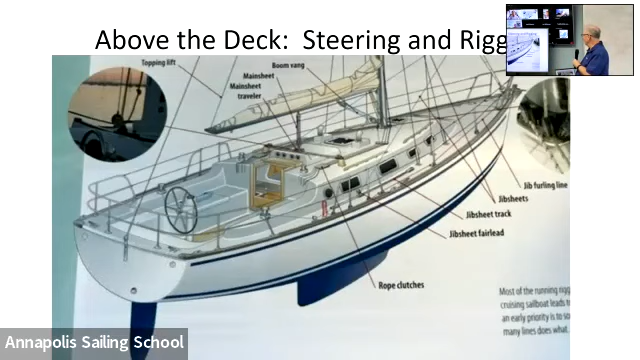 Above the Deck: Steering and Rigg
Topping lift
Boom vang
Mainsheet
Mainsheet
traveler
Jib furling line
Jibsheets
Jibsheet track
Jibsheet fairlead
Rope clutches
Most of the running rigg
cruising sailboat leads t
an early priority is to so
many lines does what.
Annapolis Sailing School